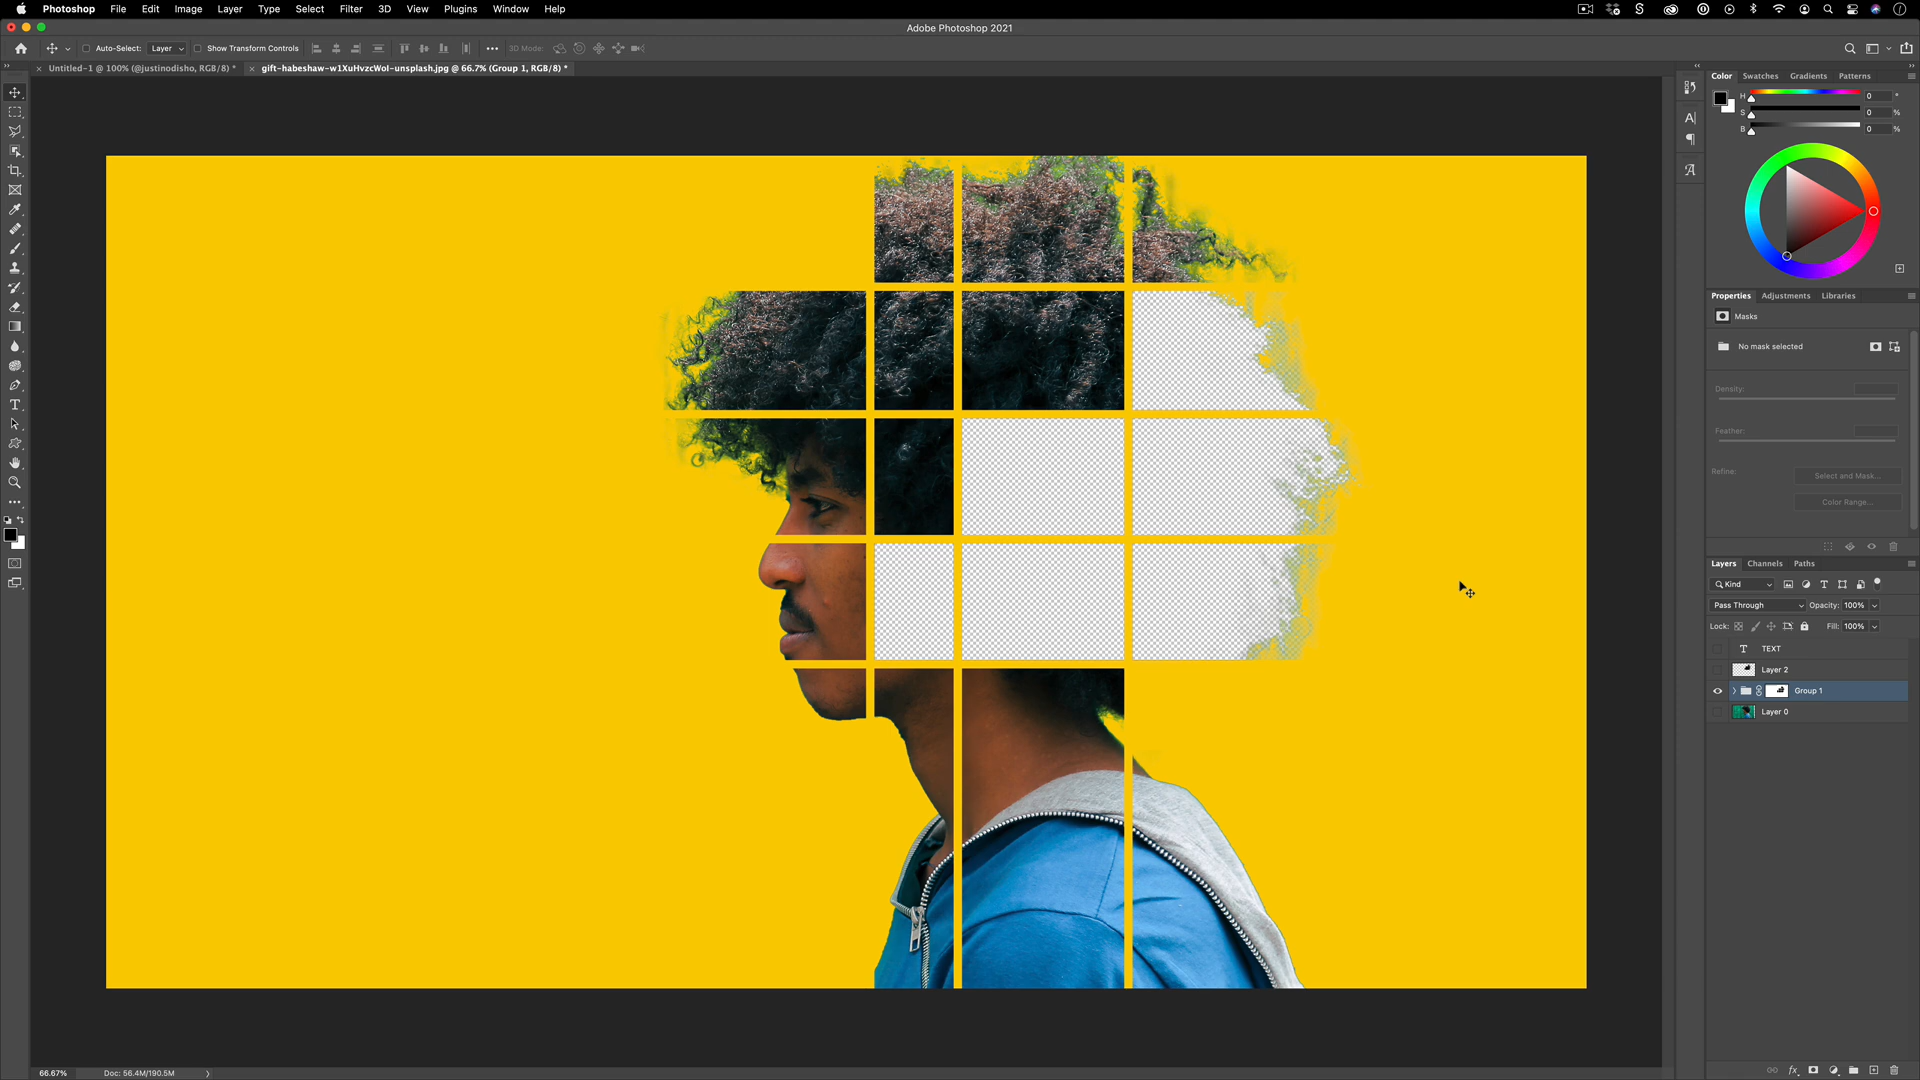 Photoshop File Edit Image Layer Type Select Filter 3D View Plugins Window Help
Adobe Photoshop 2021
Auto-Select: Layer Show Transform Controls 3D Mode:
Untitled-1 @ 100% (@justinodisho, RGB/8) *
gift-habeshaw-w1XuHvzcWoI-unsplash.jpg @ 66.7% (Group 1, RGB/8) *
Color Swatches Gradients Patterns
H 0 °
S 0 %
B 0 %
Properties Adjustments Libraries
Masks
No mask selected
Density:
Feather:
Refine: Select and Mask...
Color Range...
Layers Channels Paths
Kind
Pass Through Opacity: 100%
Lock: Fill: 100%
TEXT
Layer 2
Group 1
Layer 0
66.67% Doc: 56.4M/190.5M